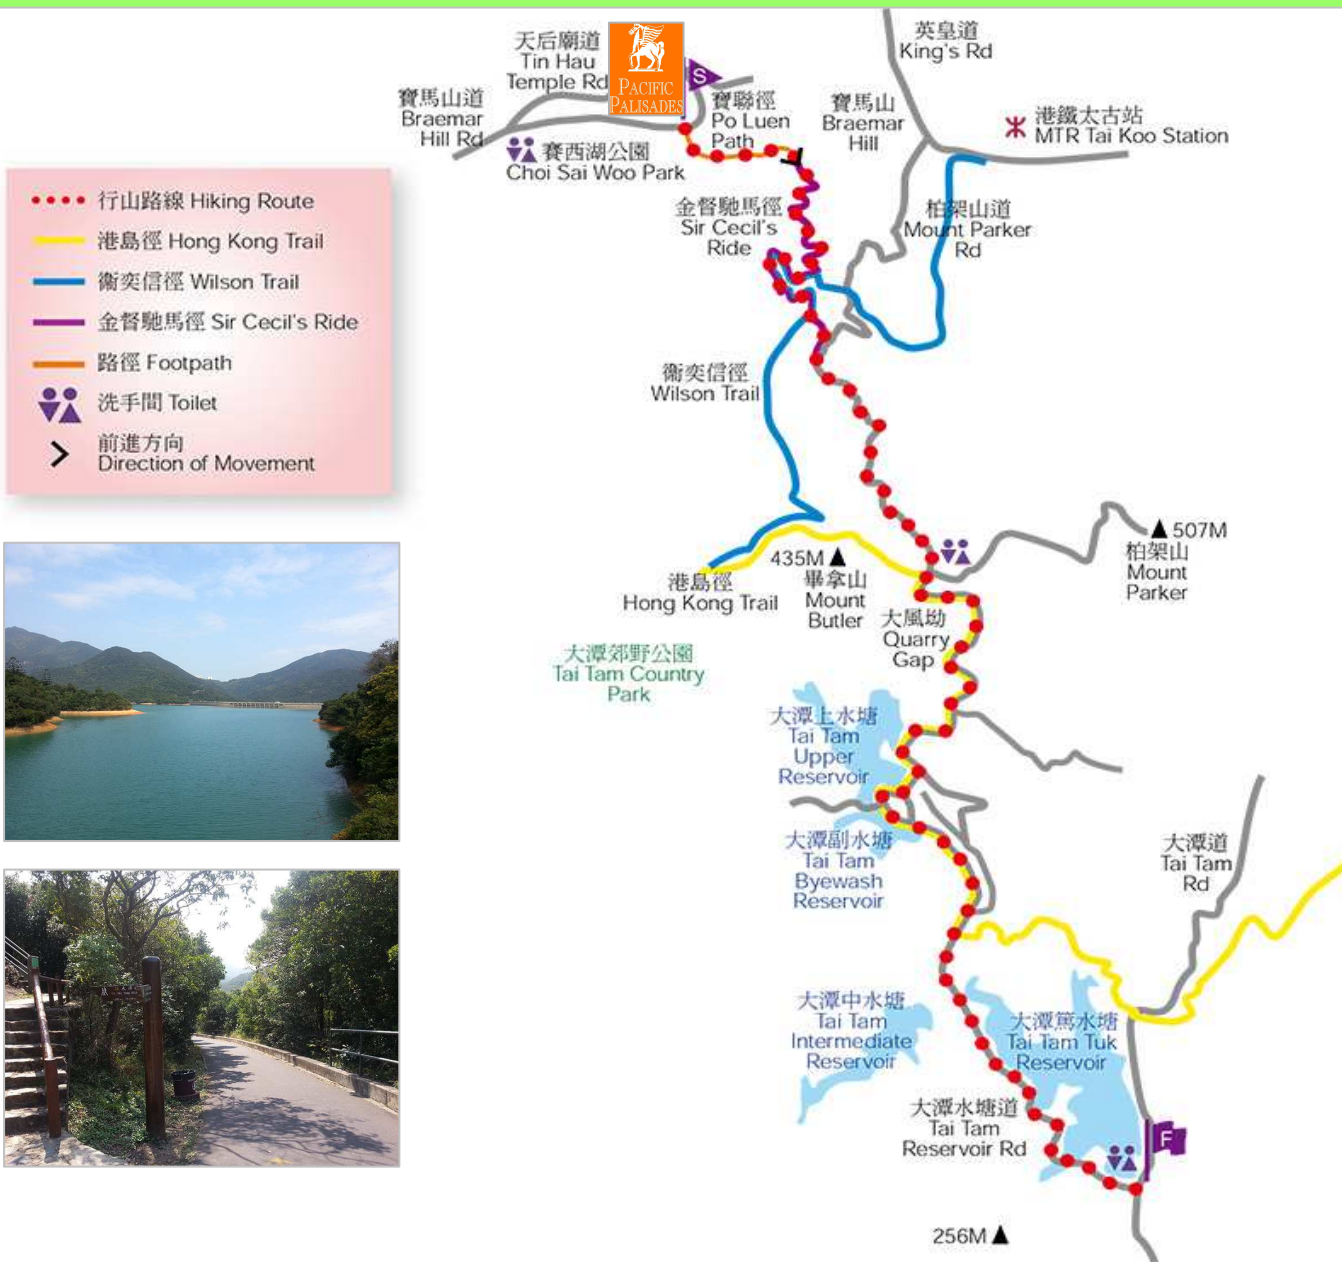 天后廟道
Tin Hau
Temple Rd
PACIFIC
PALISADES
S
英皇道
King's Rd
寶馬山道
Braemar
Hill Rd
寶聯徑
Po Luen
Path
寶馬山
Braemar
Hill
港鐵太古站
MTR Tai Koo Station
賽西湖公園
Choi Sai Woo Park
行山路線 Hiking Route
港島徑 Hong Kong Trail
衞奕信徑 Wilson Trail
金督馳馬徑 Sir Cecil's Ride
路徑 Footpath
洗手間 Toilet
前進方向
Direction of Movement
金督馳馬徑
Sir Cecil's
Ride
柏架山道
Mount Parker
Rd
衞奕信徑
Wilson Trail
507M
柏架山
Mount
Parker
435M
畢拿山
Mount
Butler
港島徑
Hong Kong Trail
大風坳
Quarry
Gap
大潭郊野公園
Tai Tam Country
Park
大潭上水塘
Tai Tam
Upper
Reservoir
大潭副水塘
Tai Tam
Byewash
Reservoir
大潭道
Tai Tam
Rd
大潭中水塘
Tai Tam
Intermediate
Reservoir
大潭篤水塘
Tai Tam Tuk
Reservoir
大潭水塘道
Tai Tam
Reservoir Rd
F
256M